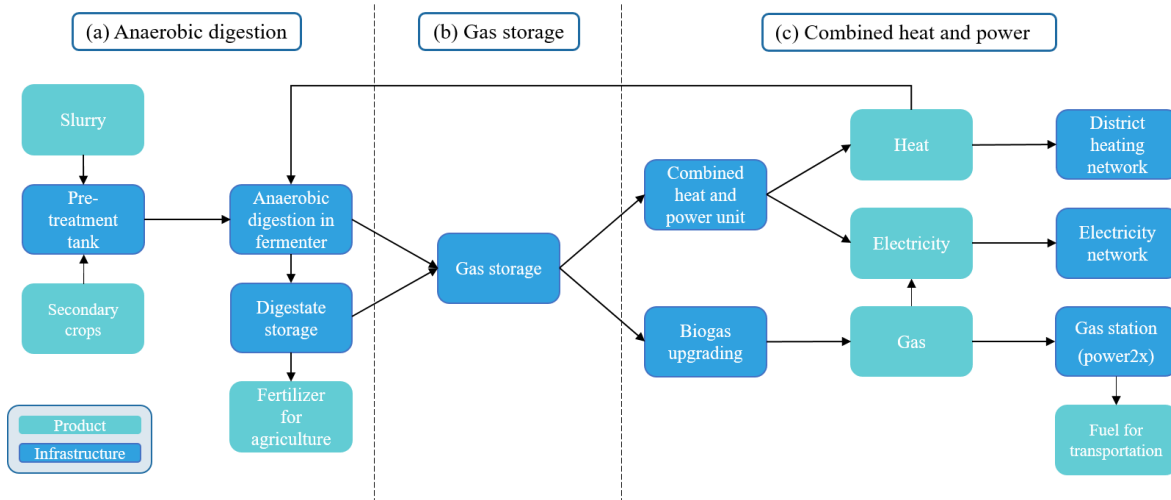 (a) Anaerobic digestion
(b) Gas storage
(c) Combined heat and power
Slurry
Pre-
treatment
tank
Secondary
crops
Anaerobic
digestion in
fermenter
Digestate
storage
Fertilizer
for
agriculture
Gas storage
Combined
heat and
power unit
Biogas
upgrading
Heat
Electricity
Gas
District
heating
network
Electricity
network
Gas station
(power2x)
Fuel for
transportation
Product
Infrastructure